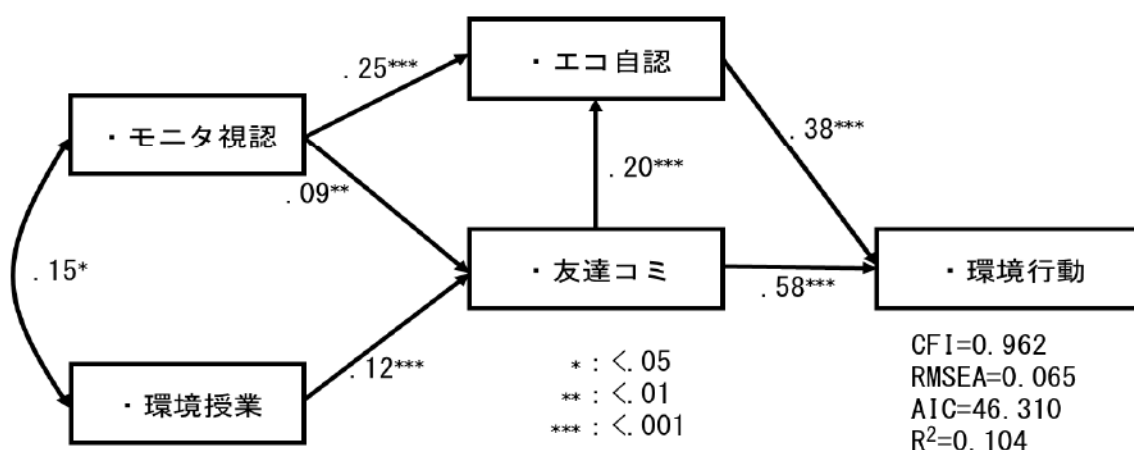 ・エコ自認
.25***
・モニタ視認
.38***
.20***
.09**
・友達コミ
・環境行動
.15*
.58***
.12***
・環境授業
* : <.05
** : <.01
*** : <.001
CFI=0.962
RMSEA=0.065
AIC=46.310
R²=0.104